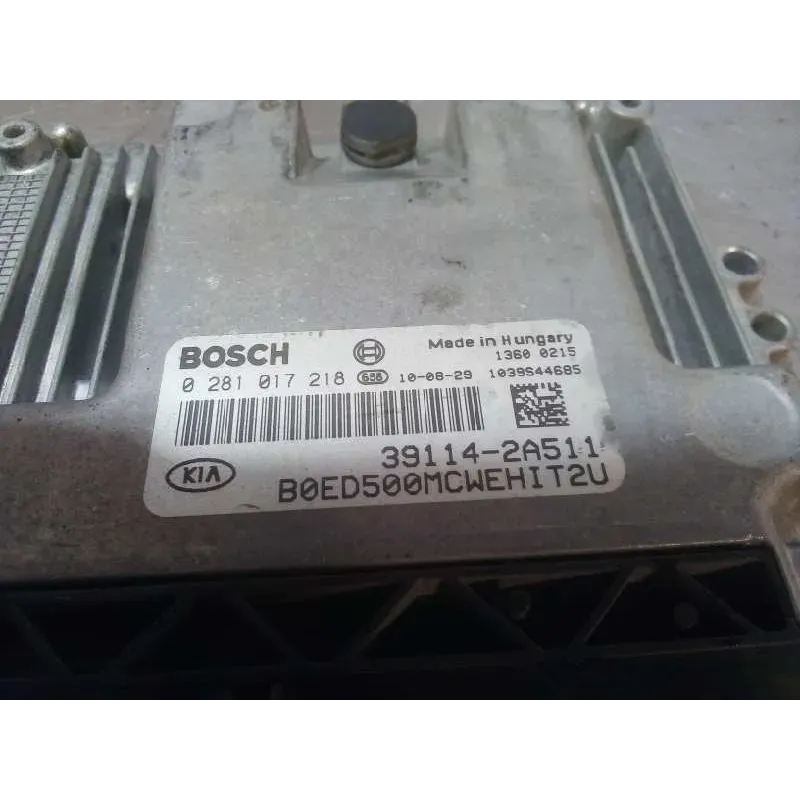 BOSCH
Made in Hungary
1360 0215
0 281 017 218 10-08-29 1039S44685
39114-2A511
KIA B0ED500MCWEHIT2U